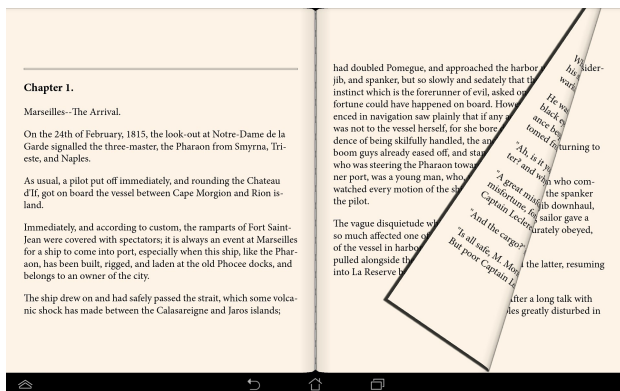 Chapter 1.
Marseilles--The Arrival.
On the 24th of February, 1815, the look-out at Notre-Dame de la
Garde signalled the three-master, the Pharaon from Smyrna, Tri-
este, and Naples.
As usual, a pilot put off immediately, and rounding the Chateau
d'If, got on board the vessel between Cape Morgion and Rion is-
land.
Immediately, and according to custom, the ramparts of Fort Saint-
Jean were covered with spectators; it is always an event at Marseilles
for a ship to come into port, especially when this ship, like the Phar-
aon, has been built, rigged, and laden at the old Phocee docks, and
belongs to an owner of the city.
The ship drew on and had safely passed the strait, which some volca-
nic shock has made between the Calasareigne and Jaros islands;
had doubled Pomegue, and approached the harbor sider-
jib, and spanker, but so slowly and sedately that
instinct which is the forerunner of evil, asked
fortune could have happened on board.
enced in navigation saw plainly that if any
was not to the vessel herself, for she bore
dence of being skilfully handled, the
boom guys already eased off, and turning to
who was steering the Pharaon
ner port, was a young man, who, who com-
watched every motion of the the spanker
the pilot. downhaul,
sailor gave a
The vague disquietude obeyed,
so much affected one of
of the vessel in
pulled alongside the the latter, resuming
into La Reserve
After a long talk with
greatly disturbed in
his
He
black
"Ah, is it
ter? and
"A great
misfortune,
Captain
"And the cargo?"
"Is all safe, M.
But poor Captain